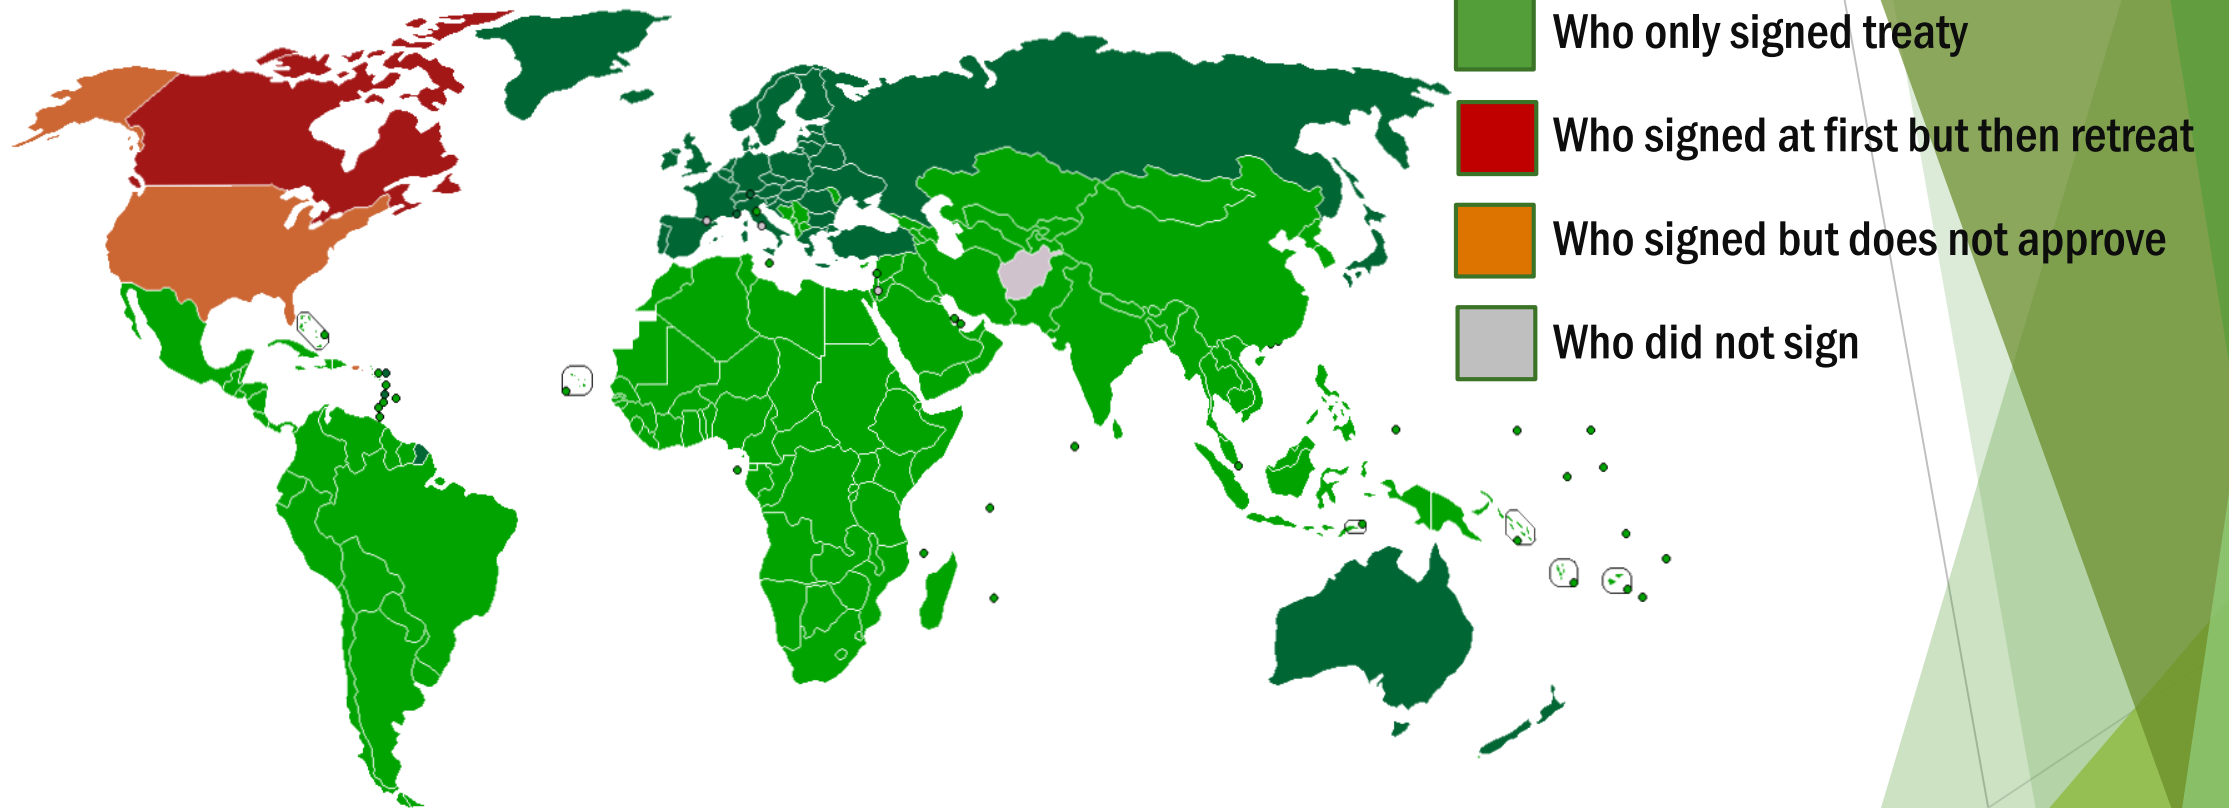 Who only signed treaty
Who signed at first but then retreat
Who signed but does not approve
Who did not sign